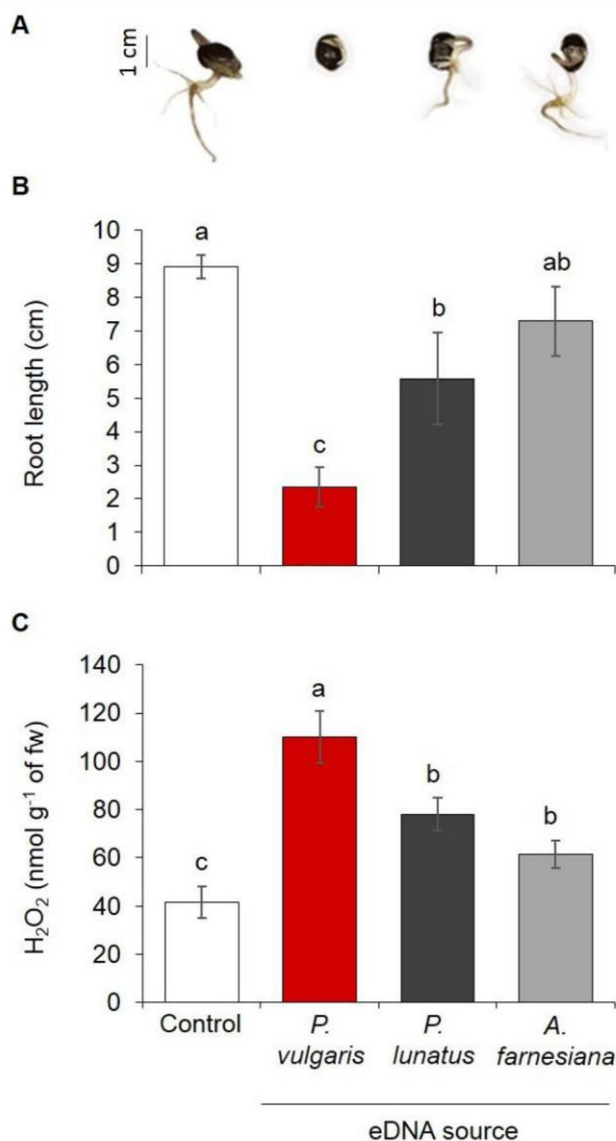 A
1 cm
B
10
9
8
7
6
5
4
3
2
1
0
Root length (cm)
a
c
b
ab
C
140
120
100
80
60
40
20
0
H₂O₂ (nmol g⁻¹ of fw)
c
a
b
b
Control
P. vulgaris
P. lunatus
A. farnesiana
eDNA source